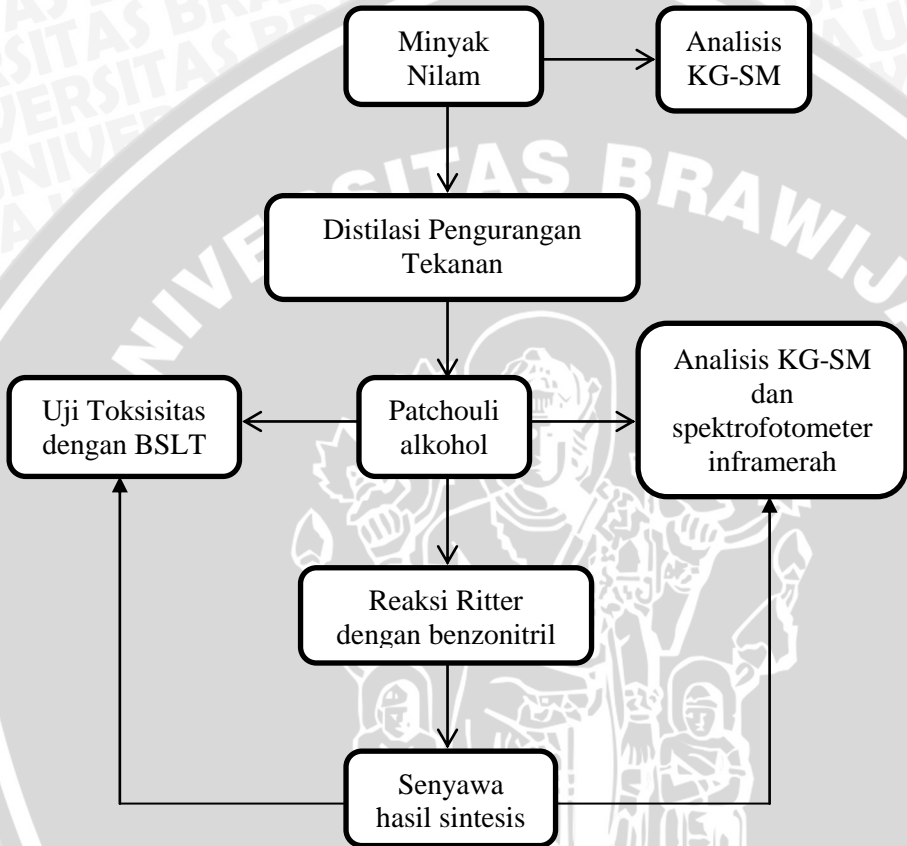 Minyak
Nilam
Analisis
KG-SM
UNIVERSITAS BRAWIJA
Distilasi Pengurangan
Tekanan
Uji Toksisitas
dengan BSLT
Patchouli
alkohol
Analisis KG-SM
dan
spektrofotometer
inframerah
Reaksi Ritter
dengan benzonitril
Senyawa
hasil sintesis